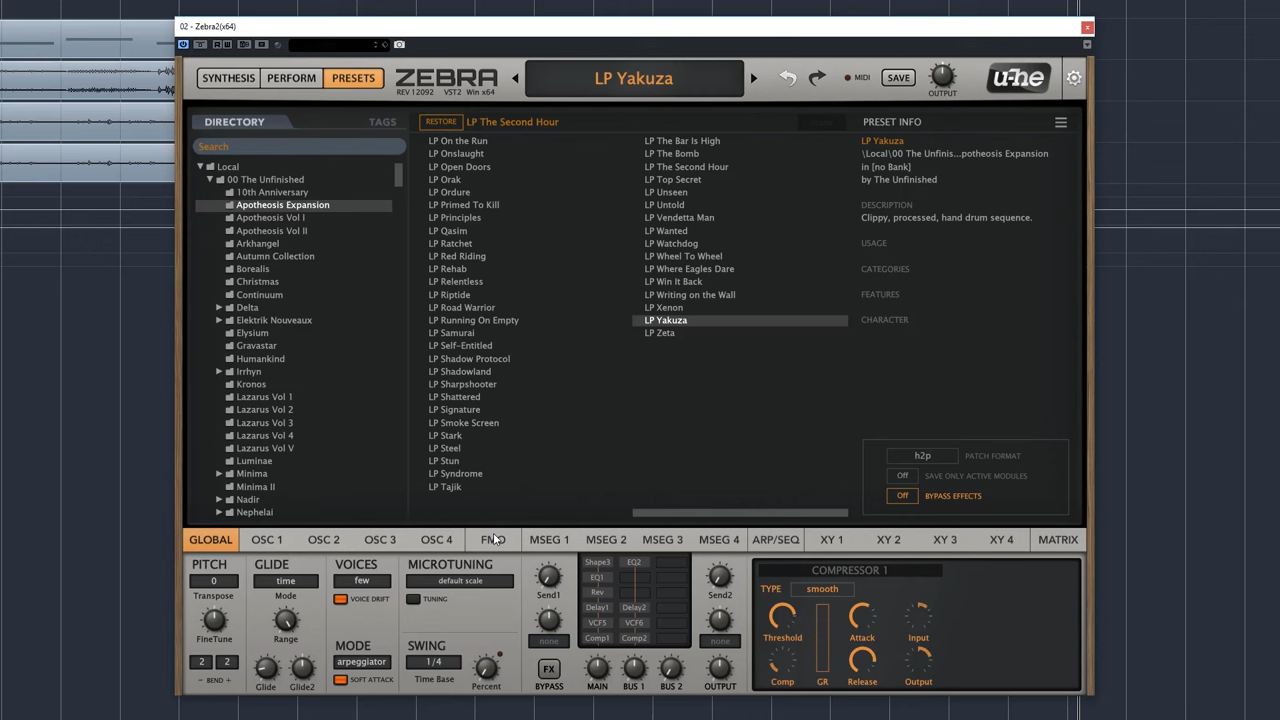 02 - Zebra2(x64)
SYNTHESIS PERFORM PRESETS ZEBRA
REV 12092 VST2 Win x64
LP Yakuza
MIDI SAVE
OUTPUT
u-he
DIRECTORY TAGS
Search
Local
00 The Unfinished
10th Anniversary
Apotheosis Expansion
Apotheosis Vol I
Apotheosis Vol II
Arkhangel
Autumn Collection
Borealis
Christmas
Continuum
Delta
Elektrik Nouveaux
Elysium
Gravastar
Humankind
Irrhyn
Kronos
Lazarus Vol 1
Lazarus Vol 2
Lazarus Vol 3
Lazarus Vol 4
Lazarus Vol V
Luminae
Minima
Minima II
Nadir
Nephelai
RESTORE LP The Second Hour
LP On the Run
LP Onslaught
LP Open Doors
LP Orak
LP Ordure
LP Primed To Kill
LP Principles
LP Qasim
LP Ratchet
LP Red Riding
LP Rehab
LP Relentless
LP Riptide
LP Road Warrior
LP Running On Empty
LP Samurai
LP Self-Entitled
LP Shadow Protocol
LP Shadowland
LP Sharpshooter
LP Shattered
LP Signature
LP Smoke Screen
LP Stark
LP Steel
LP Stun
LP Syndrome
LP Tajik
LP The Bar Is High
LP The Bomb
LP The Second Hour
LP Top Secret
LP Unseen
LP Untold
LP Vendetta Man
LP Wanted
LP Watchdog
LP Wheel To Wheel
LP Where Eagles Dare
LP Win It Back
LP Writing on the Wall
LP Xenon
LP Yakuza
LP Zeta
PRESET INFO
LP Yakuza
\Local\00 The Unfinis...potheosis Expansion
in [no Bank]
by The Unfinished
DESCRIPTION
Clippy, processed, hand drum sequence.
USAGE
CATEGORIES
FEATURES
CHARACTER
h2p PATCH FORMAT
Off SAVE ONLY ACTIVE MODULES
Off BYPASS EFFECTS
GLOBAL OSC 1 OSC 2 OSC 3 OSC 4 MSEG 1 MSEG 2 MSEG 3 MSEG 4 ARP/SEQ XY 1 XY 2 XY 3 XY 4 MATRIX
PITCH
0
Transpose
FineTune
2 2
− BEND +
GLIDE
time
Mode
Range
Glide Glide2
VOICES
few
VOICE DRIFT
MODE
arpeggiator
SOFT ATTACK
MICROTUNING
default scale
TUNING
SWING
1/4
Time Base Percent
Send1
none
FX
BYPASS
Shape3 EQ2
EQ1
Rev
Delay1 Delay2
VCF5 VCF6
Comp1 Comp2
MAIN BUS 1 BUS 2
Send2
none
OUTPUT
COMPRESSOR 1
TYPE smooth
Threshold Attack Input
Comp GR Release Output